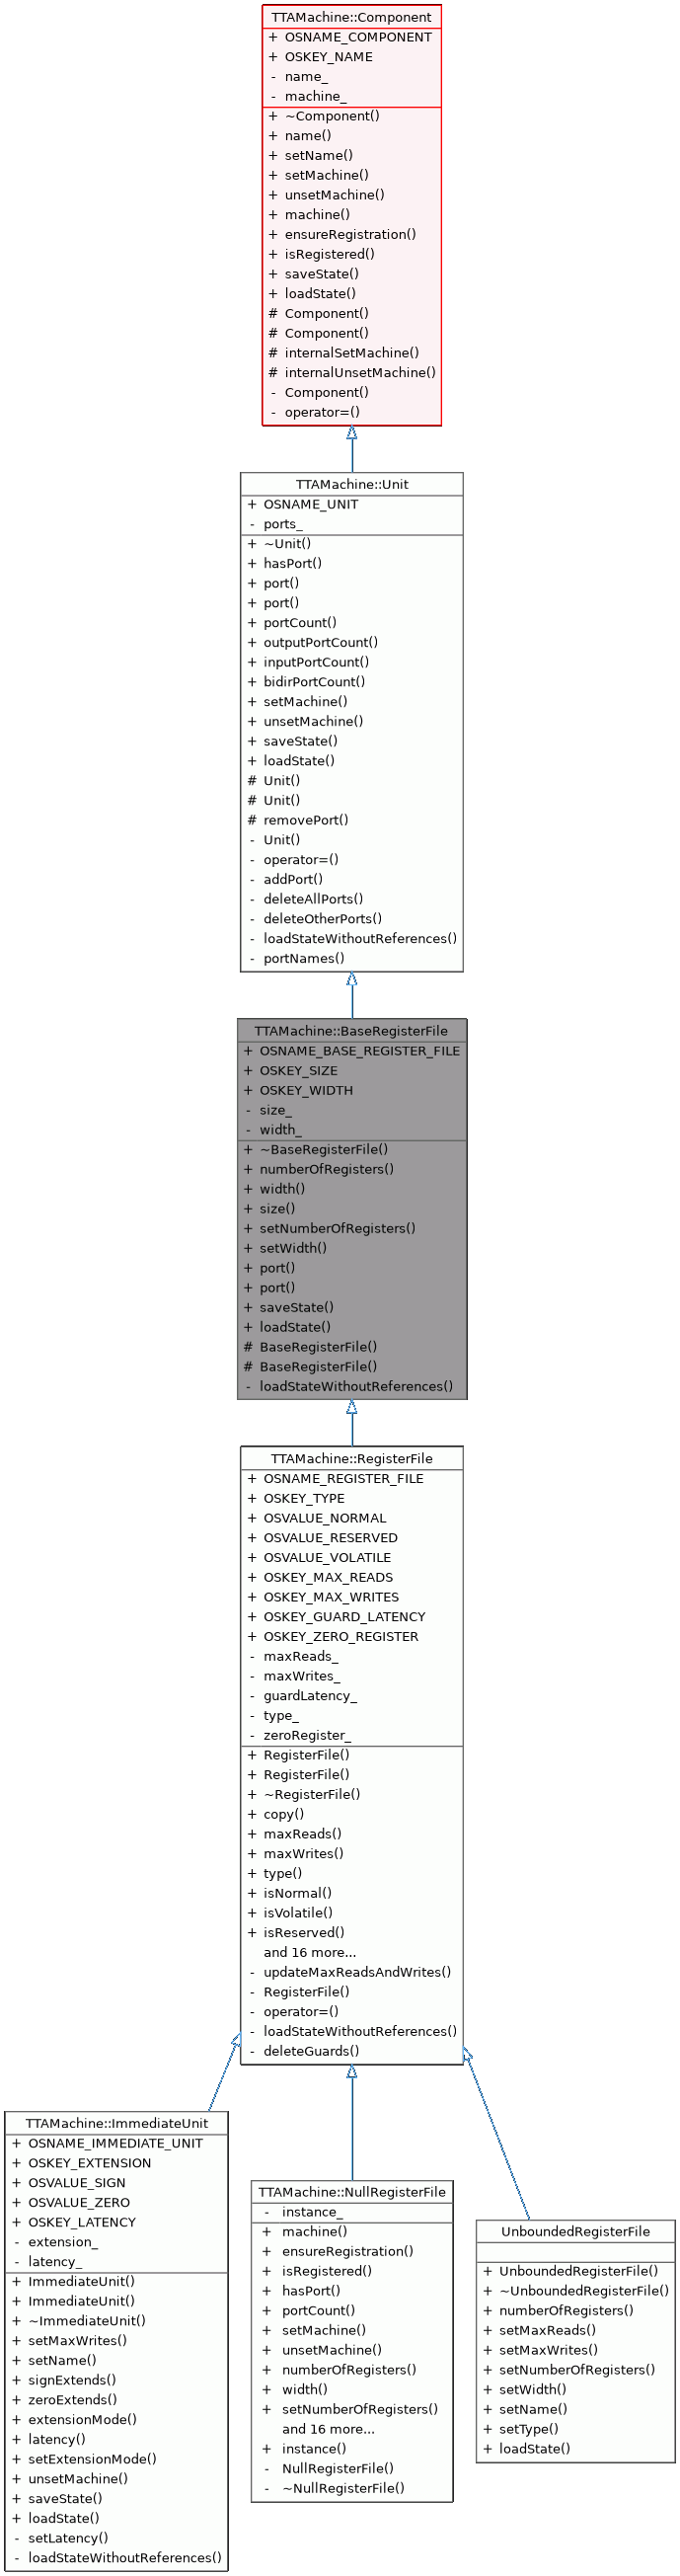 TTAMachine::Component
+ OSNAME_COMPONENT
+ OSKEY_NAME
- name_
- machine_
+ ~Component()
+ name()
+ setName()
+ setMachine()
+ unsetMachine()
+ machine()
+ ensureRegistration()
+ isRegistered()
+ saveState()
+ loadState()
# Component()
# Component()
# internalSetMachine()
# internalUnsetMachine()
- Component()
- operator=()
TTAMachine::Unit
+ OSNAME_UNIT
- ports_
+ ~Unit()
+ hasPort()
+ port()
+ port()
+ portCount()
+ outputPortCount()
+ inputPortCount()
+ bidirPortCount()
+ setMachine()
+ unsetMachine()
+ saveState()
+ loadState()
# Unit()
# Unit()
# removePort()
- Unit()
- operator=()
- addPort()
- deleteAllPorts()
- deleteOtherPorts()
- loadStateWithoutReferences()
- portNames()
TTAMachine::BaseRegisterFile
+ OSNAME_BASE_REGISTER_FILE
+ OSKEY_SIZE
+ OSKEY_WIDTH
- size_
- width_
+ ~BaseRegisterFile()
+ numberOfRegisters()
+ width()
+ size()
+ setNumberOfRegisters()
+ setWidth()
+ port()
+ port()
+ saveState()
+ loadState()
# BaseRegisterFile()
# BaseRegisterFile()
- loadStateWithoutReferences()
TTAMachine::RegisterFile
+ OSNAME_REGISTER_FILE
+ OSKEY_TYPE
+ OSVALUE_NORMAL
+ OSVALUE_RESERVED
+ OSVALUE_VOLATILE
+ OSKEY_MAX_READS
+ OSKEY_MAX_WRITES
+ OSKEY_GUARD_LATENCY
+ OSKEY_ZERO_REGISTER
- maxReads_
- maxWrites_
- guardLatency_
- type_
- zeroRegister_
+ RegisterFile()
+ RegisterFile()
+ ~RegisterFile()
+ copy()
+ maxReads()
+ maxWrites()
+ type()
+ isNormal()
+ isVolatile()
+ isReserved()
and 16 more...
- updateMaxReadsAndWrites()
- RegisterFile()
- operator=()
- loadStateWithoutReferences()
- deleteGuards()
TTAMachine::ImmediateUnit
+ OSNAME_IMMEDIATE_UNIT
+ OSKEY_EXTENSION
+ OSVALUE_SIGN
+ OSVALUE_ZERO
+ OSKEY_LATENCY
- extension_
- latency_
+ ImmediateUnit()
+ ImmediateUnit()
+ ~ImmediateUnit()
+ setMaxWrites()
+ setName()
+ signExtends()
+ zeroExtends()
+ extensionMode()
+ latency()
+ setExtensionMode()
+ unsetMachine()
+ saveState()
+ loadState()
- setLatency()
- loadStateWithoutReferences()
TTAMachine::NullRegisterFile
- instance_
+ machine()
+ ensureRegistration()
+ isRegistered()
+ hasPort()
+ portCount()
+ setMachine()
+ unsetMachine()
+ numberOfRegisters()
+ width()
+ setNumberOfRegisters()
and 16 more...
+ instance()
- NullRegisterFile()
- ~NullRegisterFile()
UnboundedRegisterFile
+ UnboundedRegisterFile()
+ ~UnboundedRegisterFile()
+ numberOfRegisters()
+ setMaxReads()
+ setMaxWrites()
+ setNumberOfRegisters()
+ setWidth()
+ setName()
+ setType()
+ loadState()